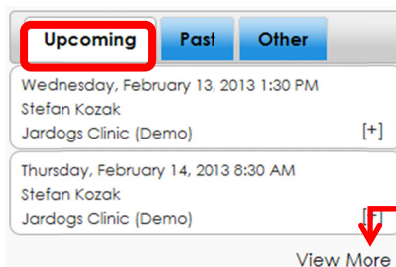 Upcoming Past Other
Wednesday, February 13, 2013 1:30 PM
Stefan Kozak
Jardogs Clinic (Demo) [+]
Thursday, February 14, 2013 8:30 AM
Stefan Kozak
Jardogs Clinic (Demo)
View More